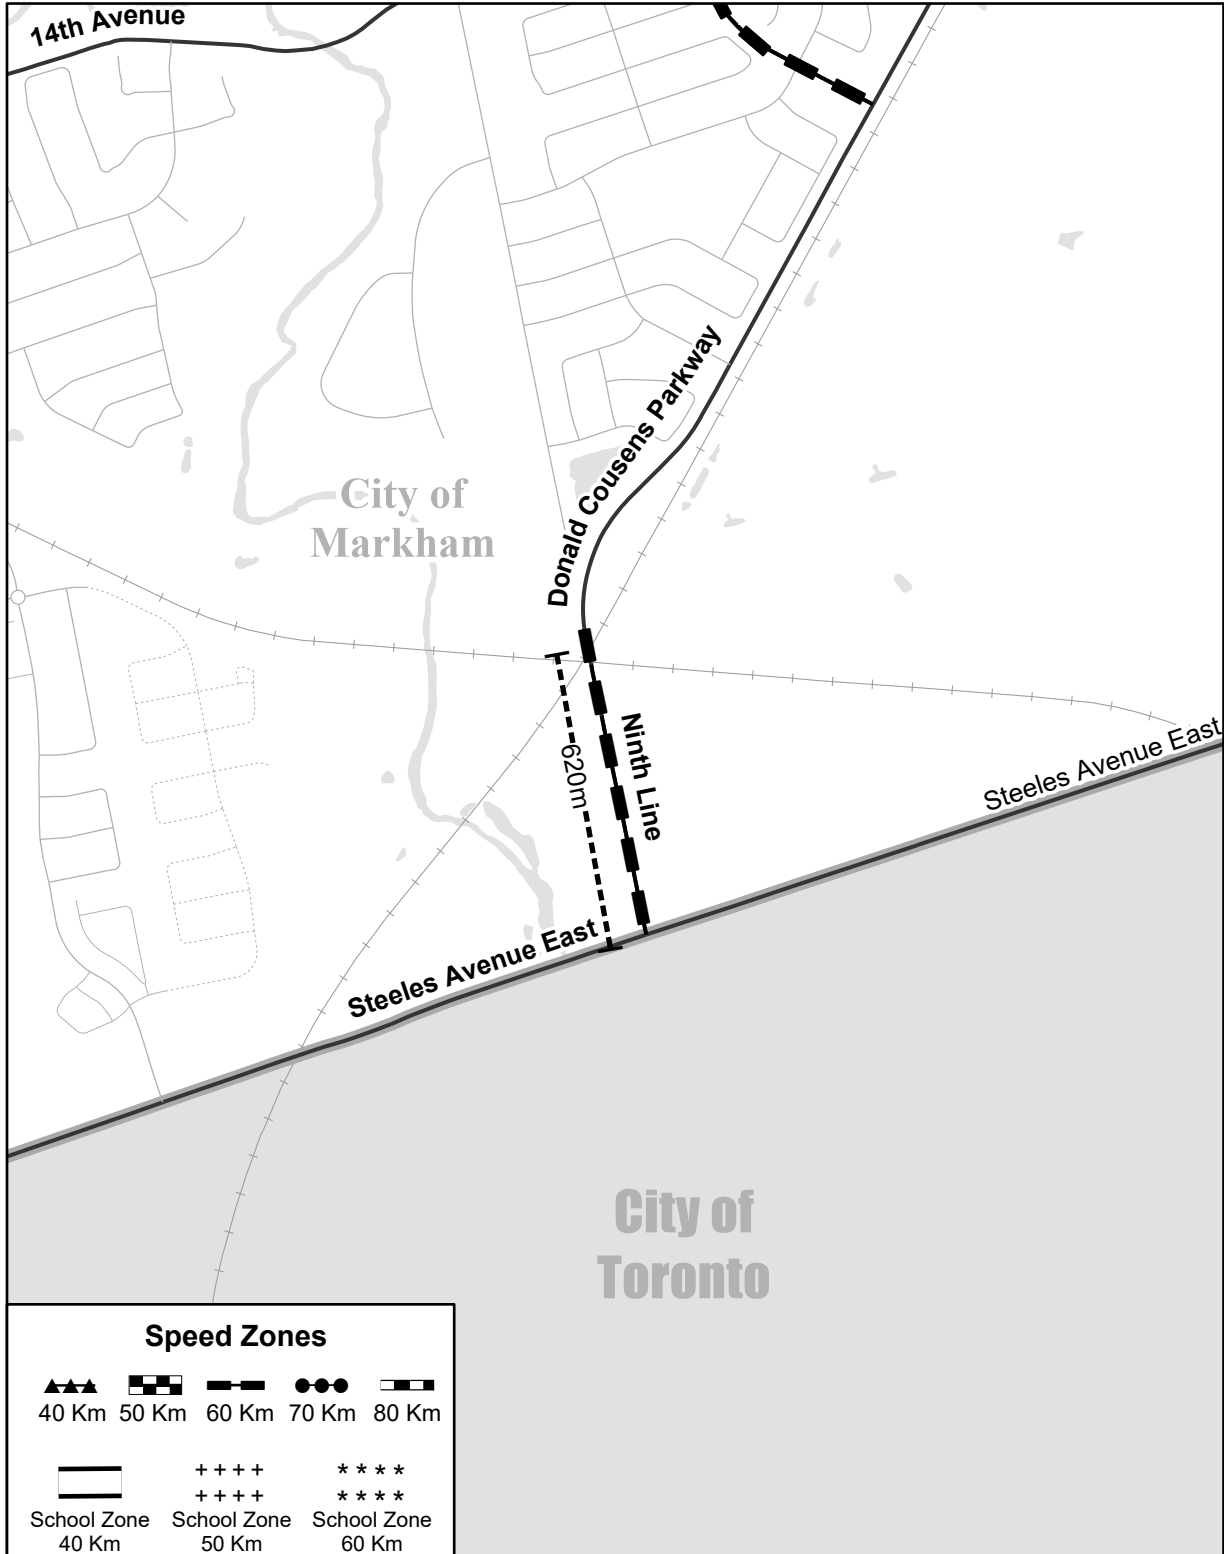 14th Avenue
Donald Cousens Parkway
City of
Markham
Ninth Line
620m
Steeles Avenue East
Steeles Avenue East
City of
Toronto
Speed Zones
40 Km 50 Km 60 Km 70 Km 80 Km
School Zone School Zone School Zone
40 Km 50 Km 60 Km